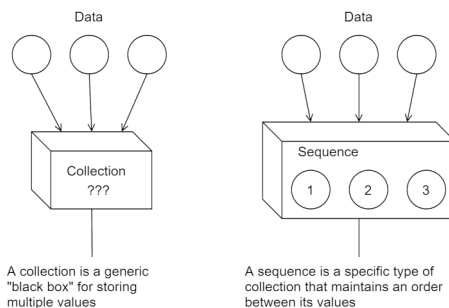 Data
Collection
???
A collection is a generic
"black box" for storing
multiple values
Data
Sequence
1 2 3
A sequence is a specific type of
collection that maintains an order
between its values